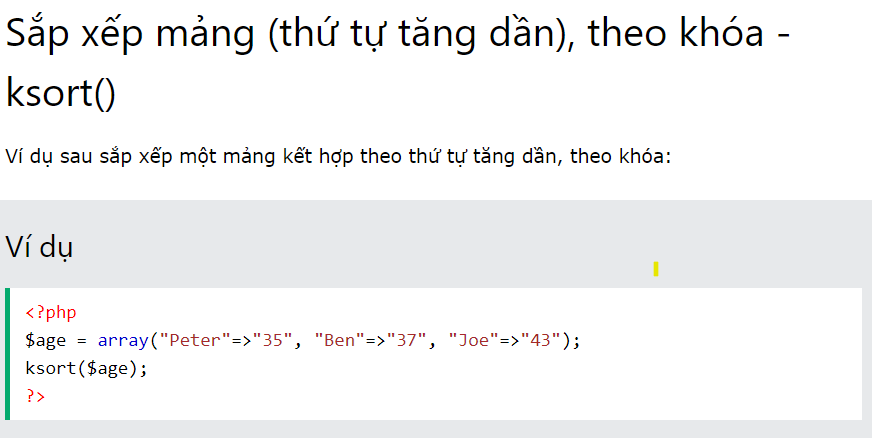 Sắp xếp mảng (thứ tự tăng dần), theo khóa -
ksort()
Ví dụ sau sắp xếp một mảng kết hợp theo thứ tự tăng dần, theo khóa:
Ví dụ
<?php
$age = array("Peter"=>"35", "Ben"=>"37", "Joe"=>"43");
ksort($age);
?>